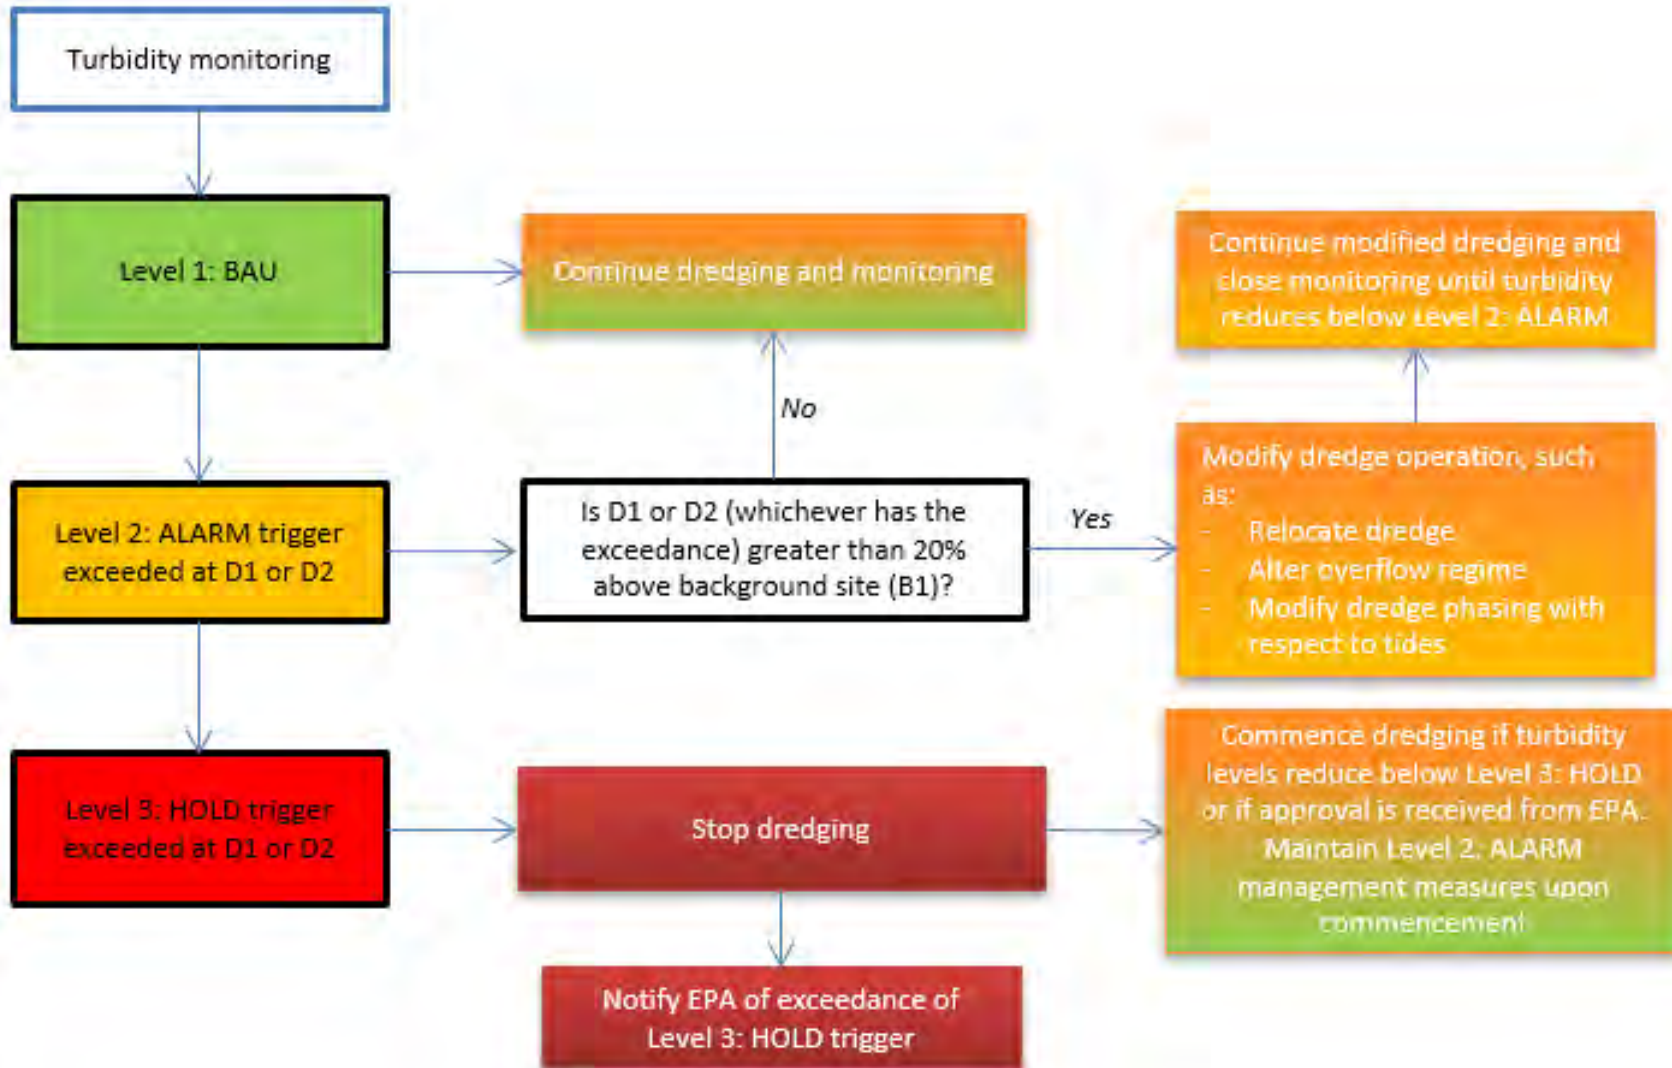 Turbidity monitoring
Level 1: BAU
Continue dredging and monitoring
Continue modified dredging and
close monitoring until turbidity
reduces below Level 2: ALARM
No
Level 2: ALARM trigger
exceeded at D1 or D2
Is D1 or D2 (whichever has the
exceedance) greater than 20%
above background site (B1)?
Yes
Modify dredge operation, such
as:
- Relocate dredge
- Alter overflow regime
- Modify dredge phasing with
respect to tides
Level 3: HOLD trigger
exceeded at D1 or D2
Stop dredging
Commence dredging if turbidity
levels reduce below Level 3: HOLD
or if approval is received from EPA.
Maintain Level 2: ALARM
management measures upon
commencement
Notify EPA of exceedance of
Level 3: HOLD trigger